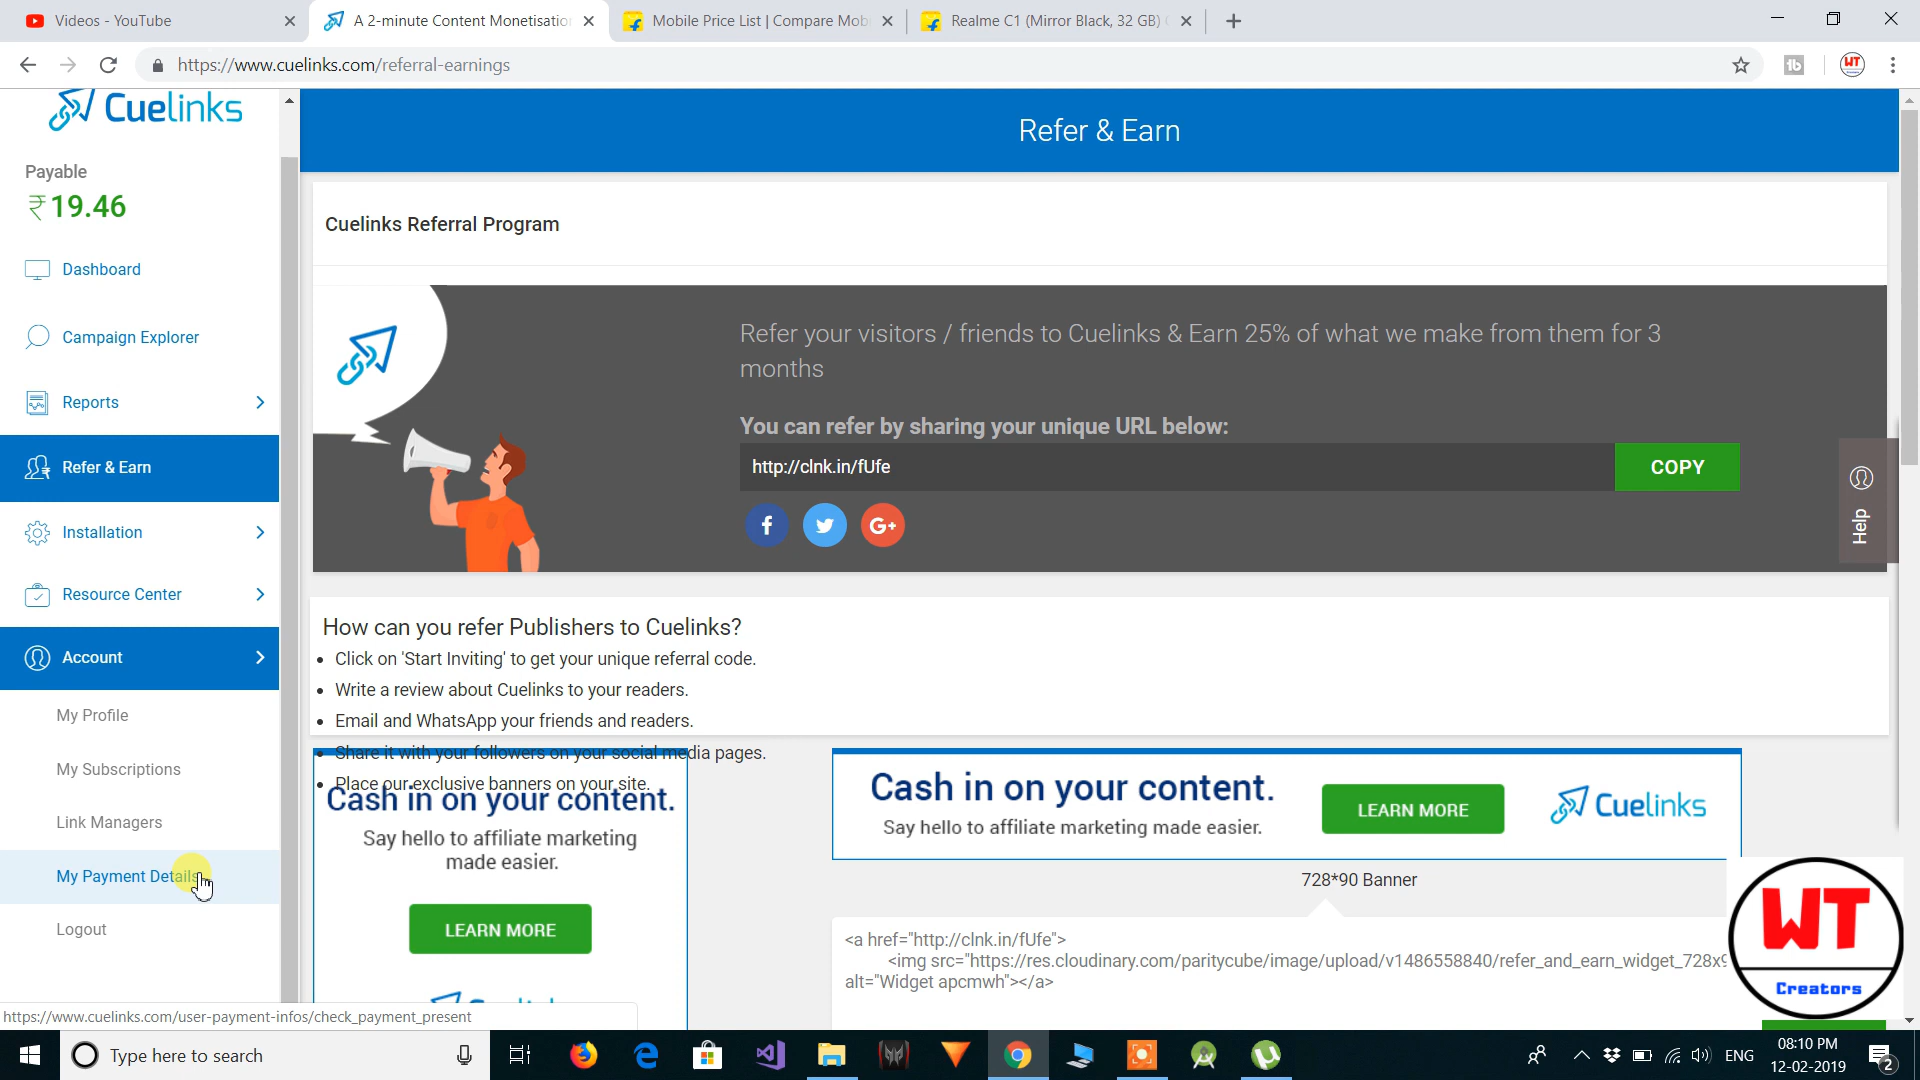 Videos - YouTube
A 2-minute Content Monetisatio
Mobile Price List | Compare Mob
Realme C1 (Mirror Black, 32 GB)
https://www.cuelinks.com/referral-earnings
WT
Cuelinks
Payable
₹19.46
Dashboard
Campaign Explorer
Reports
Refer & Earn
Installation
Resource Center
Account
My Profile
My Subscriptions
Link Managers
My Payment Details
Logout
https://www.cuelinks.com/user-payment-infos/check_payment_present
Refer & Earn
Cuelinks Referral Program
Refer your visitors / friends to Cuelinks & Earn 25% of what we make from them for 3
months
You can refer by sharing your unique URL below:
http://clnk.in/fUfe
COPY
f
G+
Help
How can you refer Publishers to Cuelinks?
• Click on 'Start Inviting' to get your unique referral code.
• Write a review about Cuelinks to your readers.
• Email and WhatsApp your friends and readers.
• Share it with your followers on your social media pages.
• Place our exclusive banners on your site.
Cash in on your content.
Say hello to affiliate marketing
made easier.
LEARN MORE
Cash in on your content.
Say hello to affiliate marketing made easier.
LEARN MORE
Cuelinks
728*90 Banner
<a href="http://clnk.in/fUfe">
<img src="https://res.cloudinary.com/paritycube/image/upload/v1486558840/refer_and_earn_widget_728x9
alt="Widget apcmwh"></a>
WT
Creators
Type here to search
ENG
08:10 PM
12-02-2019
2